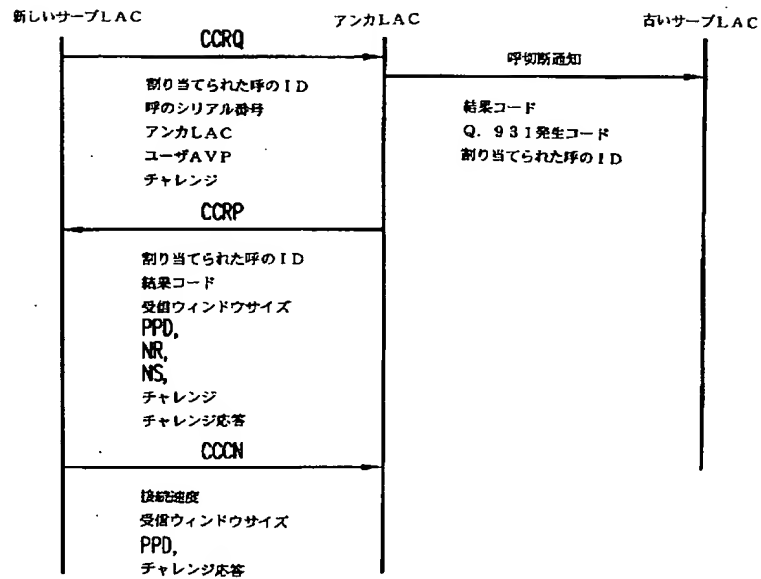 新しいサーブLAC
アンカLAC
古いサーブLAC
CCRQ
呼切断通知
割り当てられた呼のID
呼のシリアル番号
アンカLAC
ユーザAVP
チャレンジ
結果コード
Q. 931発生コード
割り当てられた呼のID
CCRP
割り当てられた呼のID
結果コード
受信ウィンドウサイズ
PPD,
NR,
NS,
チャレンジ
チャレンジ応答
CCCN
接続速度
受信ウィンドウサイズ
PPD,
チャレンジ応答